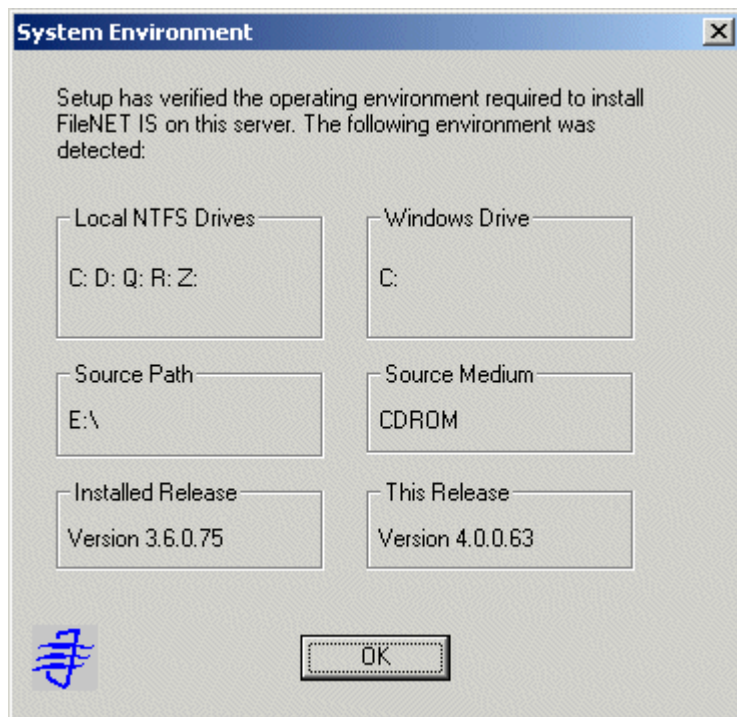 System Environment
Setup has verified the operating environment required to install
FileNET IS on this server. The following environment was
detected:
Local NTFS Drives
C: D: Q: R: Z:
Windows Drive
C:
Source Path
E:\
Source Medium
CDROM
Installed Release
Version 3.6.0.75
This Release
Version 4.0.0.63
OK